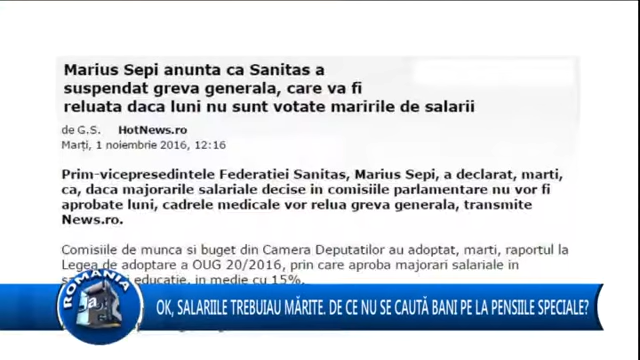 Marius Sepi anunta ca Sanitas a
suspendat greva generala, care va fi
reluata daca luni nu sunt votate maririle de salarii
de G.S. HotNews.ro
Marți, 1 noiembrie 2016, 12:16
Prim-vicepresedintele Federatiei Sanitas, Marius Sepi, a declarat, marti,
ca, daca majorarile salariale decise in comisiile parlamentare nu vor fi
aprobate luni, cadrele medicale vor relua greva generala, transmite
News.ro.
Comisiile de munca si buget din Camera Deputatilor au adoptat, marti, raportul la
Legea de adoptare a OUG 20/2016, prin care aproba majorari salariale in
educatie, in medie cu 15%.
ROMANIA
OK, SALARIILE TREBUIAU MĂRITE. DE CE NU SE CAUTĂ BANI PE LA PENSIILE SPECIALE?